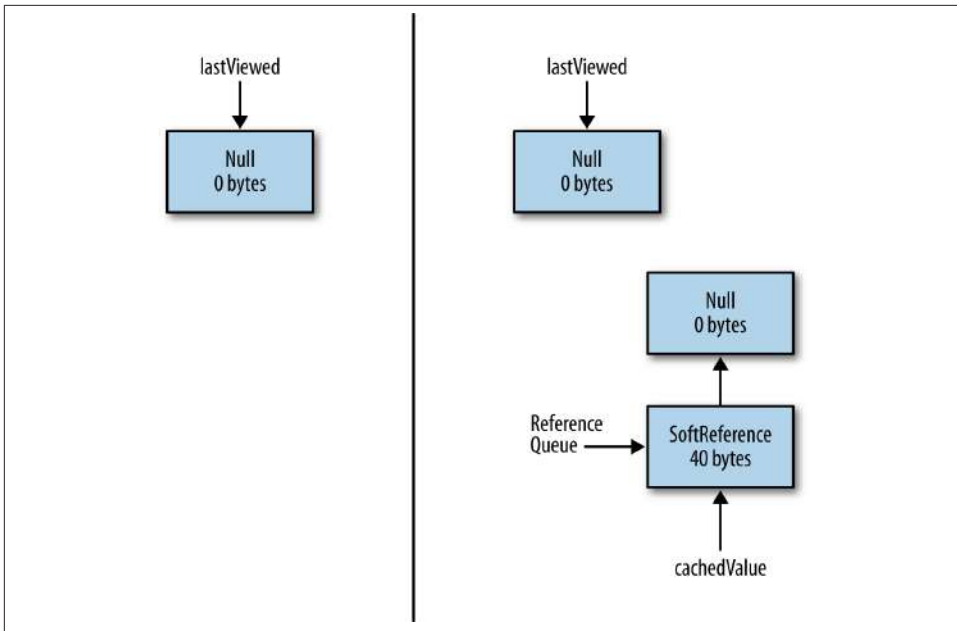 lastViewed
Null
0 bytes
lastViewed
Null
0 bytes
Null
0 bytes
Reference
Queue
SoftReference
40 bytes
cachedValue